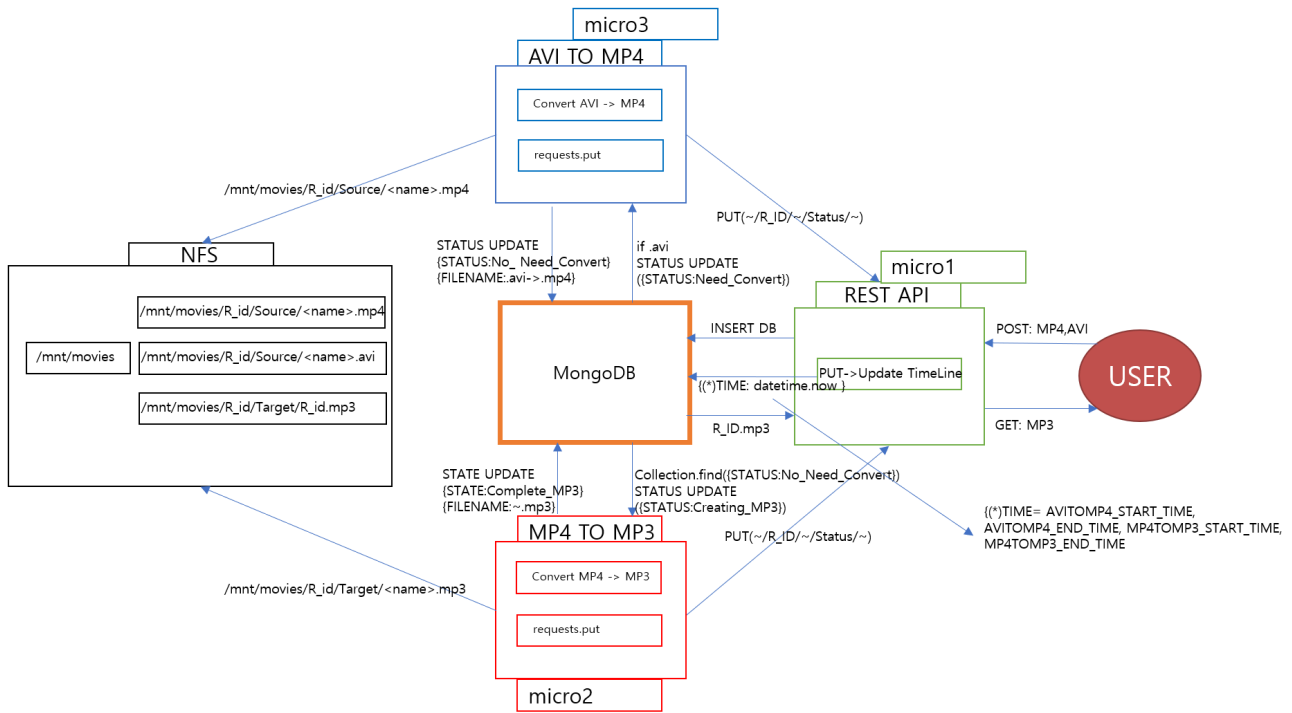 micro3
AVI TO MP4
Convert AVI -> MP4
requests.put
/mnt/movies/R_id/Source/<name>.mp4
PUT(~/R_ID/~/Status/~)
STATUS UPDATE
{STATUS:No_ Need_Convert}
{FILENAME:.avi->.mp4}
if .avi
STATUS UPDATE
({STATUS:Need_Convert})
NFS
/mnt/movies/R_id/Source/<name>.mp4
/mnt/movies
/mnt/movies/R_id/Source/<name>.avi
/mnt/movies/R_id/Target/R_id.mp3
MongoDB
micro1
REST API
INSERT DB
PUT->Update TimeLine
{(*)TIME: datetime.now }
R_ID.mp3
POST: MP4,AVI
USER
GET: MP3
STATE UPDATE
{STATE:Complete_MP3}
{FILENAME:~.mp3}
Collection.find({STATUS:No_Need_Convert})
STATUS UPDATE
({STATUS:Creating_MP3})
{(*)TIME= AVITOMP4_START_TIME,
AVITOMP4_END_TIME, MP4TOMP3_START_TIME,
MP4TOMP3_END_TIME
MP4 TO MP3
PUT(~/R_ID/~/Status/~)
Convert MP4 -> MP3
/mnt/movies/R_id/Target/<name>.mp3
requests.put
micro2